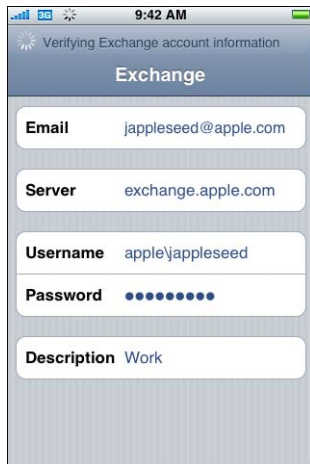 3G 9:42 AM
Verifying Exchange account information
Exchange
Email jappleseed@apple.com
Server exchange.apple.com
Username apple\jappleseed
Password ●●●●●●●●●
Description Work